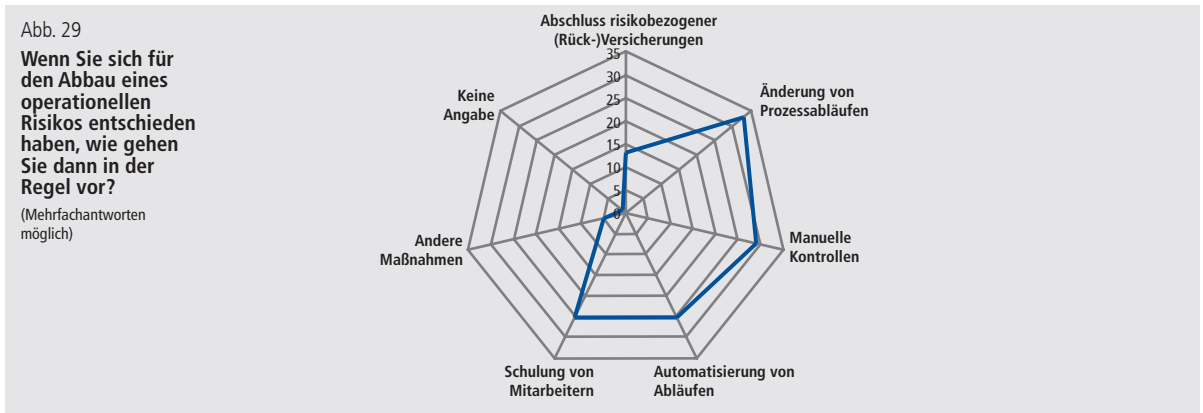 Abb. 29
Wenn Sie sich für
den Abbau eines
operationellen
Risikos entschieden
haben, wie gehen
Sie dann in der
Regel vor?
(Mehrfachantworten
möglich)
Abschluss risikobezogener
(Rück-)Versicherungen
35
30
25
20
15
10
5
0
Änderung von
Prozessabläufen
Manuelle
Kontrollen
Automatisierung von
Abläufen
Schulung von
Mitarbeitern
Andere
Maßnahmen
Keine
Angabe